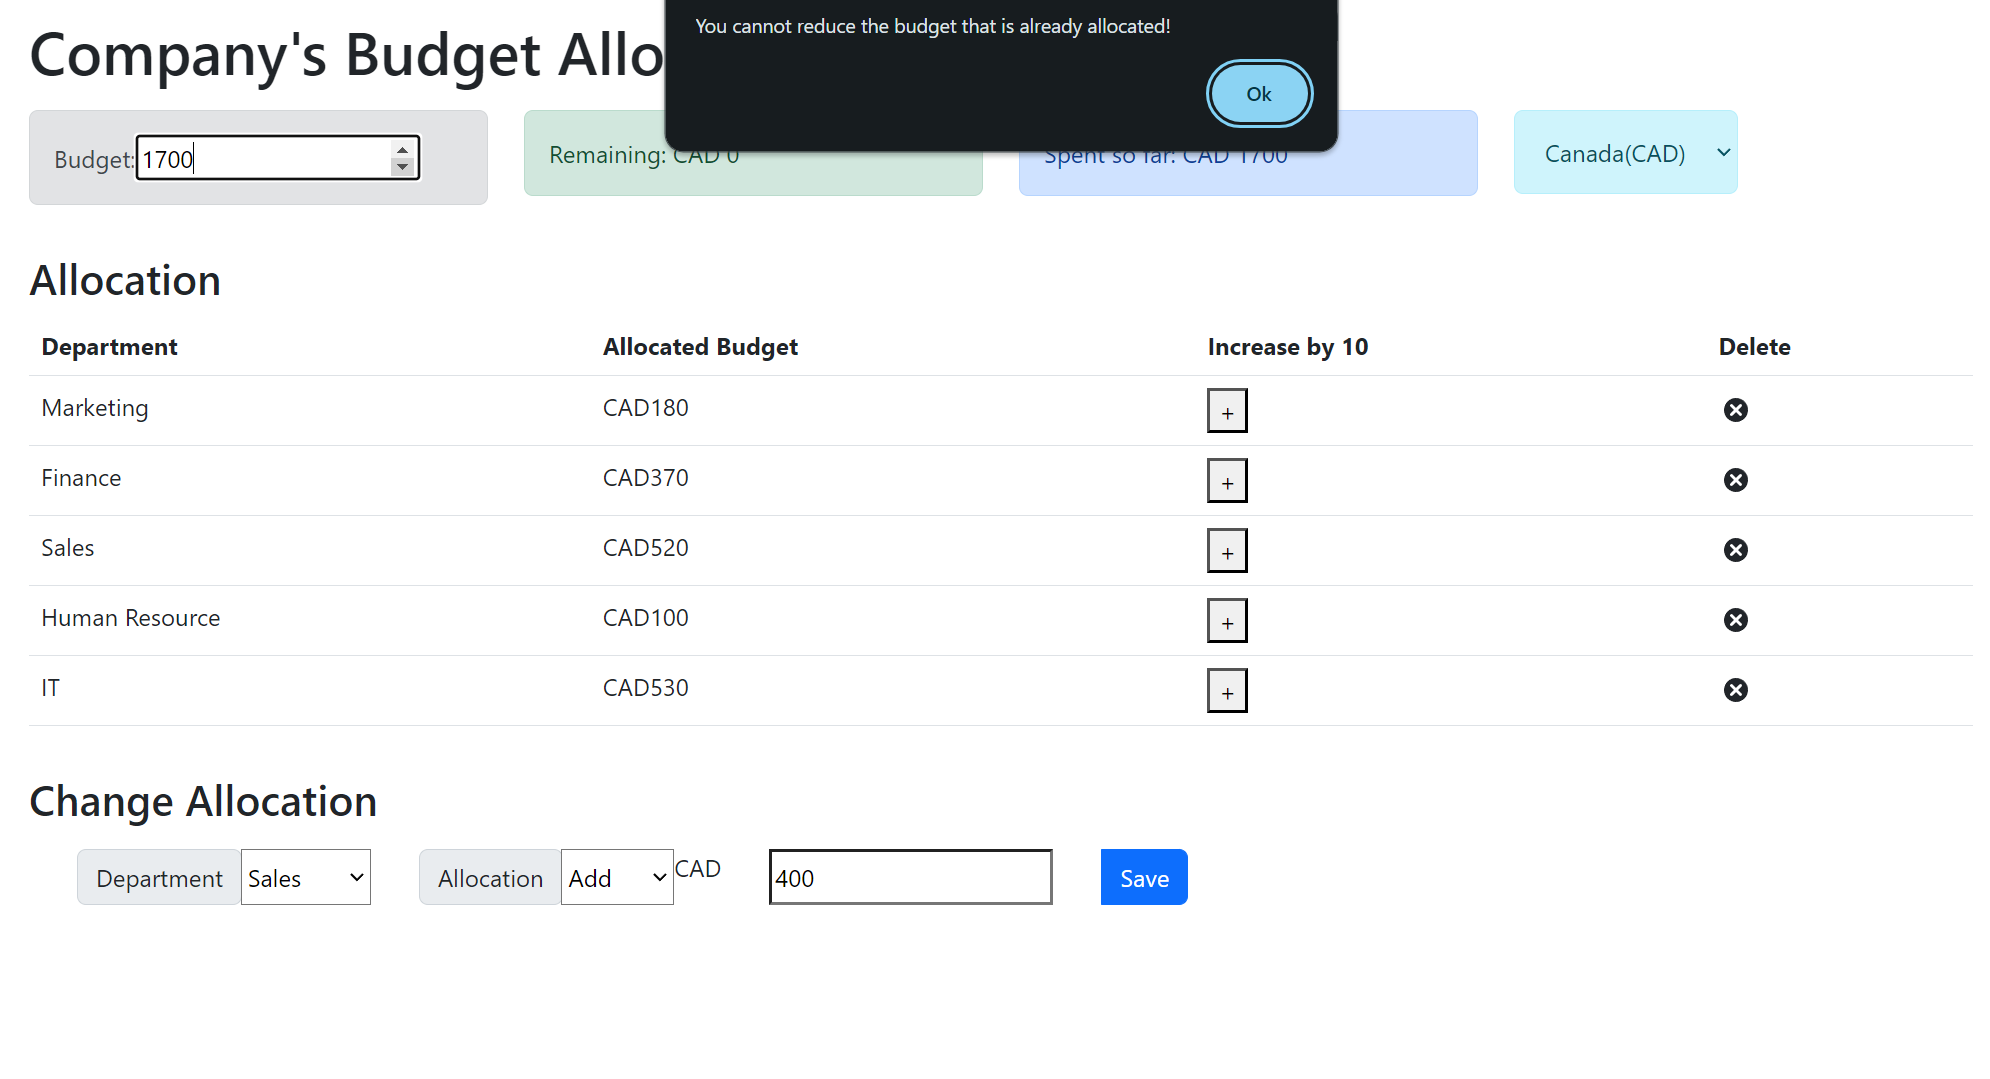 You cannot reduce the budget that is already allocated!
Ok
Company's Budget Allo
Budget: 1700
Remaining: CAD 0
Spent so far: CAD 1700
Canada(CAD)
Allocation
Department Allocated Budget Increase by 10 Delete
Marketing CAD180 +
Finance CAD370 +
Sales CAD520 +
Human Resource CAD100 +
IT CAD530 +
Change Allocation
Department Sales Allocation Add CAD 400 Save